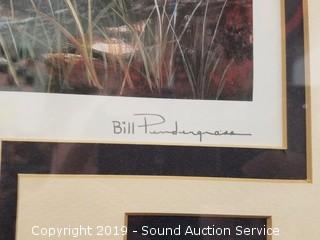 Bill Pendergrass
Copyright 2019 - Sound Auction Service